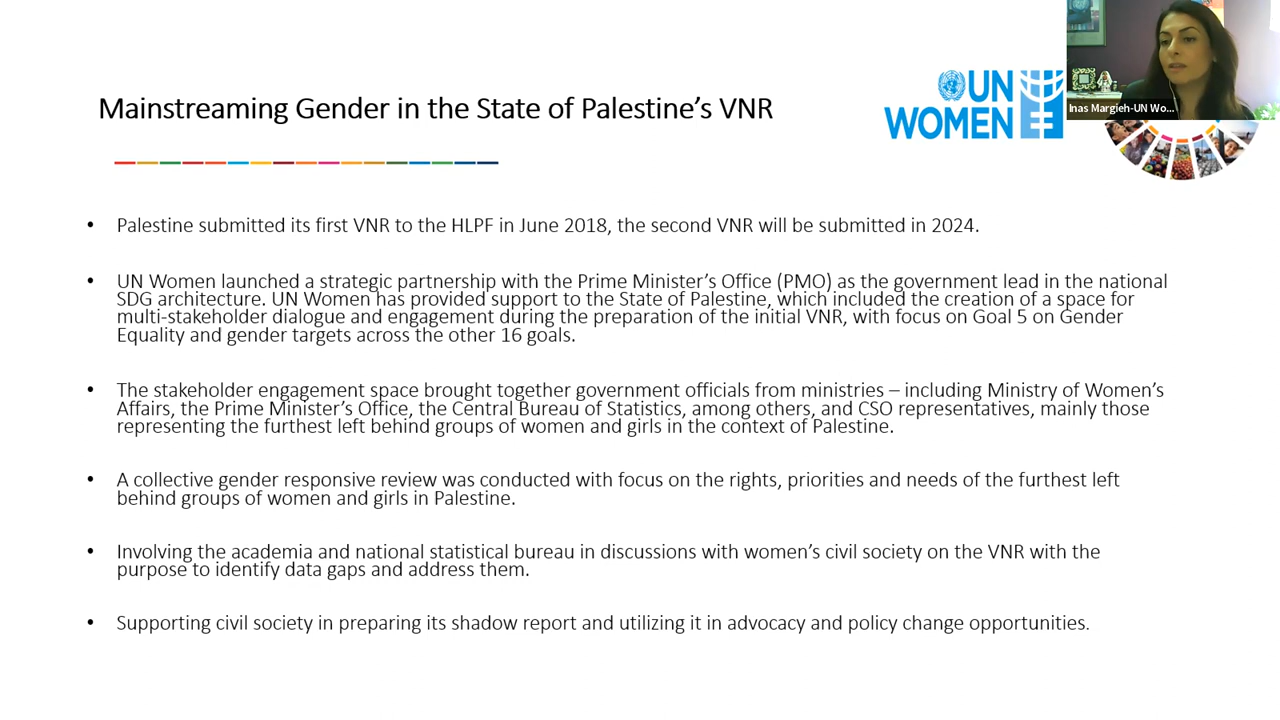 Mainstreaming Gender in the State of Palestine’s VNR
UN
WOMEN
Inas Margieh-UN Wo...
• Palestine submitted its first VNR to the HLPF in June 2018, the second VNR will be submitted in 2024.
• UN Women launched a strategic partnership with the Prime Minister’s Office (PMO) as the government lead in the national
SDG architecture. UN Women has provided support to the State of Palestine, which included the creation of a space for
multi-stakeholder dialogue and engagement during the preparation of the initial VNR, with focus on Goal 5 on Gender
Equality and gender targets across the other 16 goals.
• The stakeholder engagement space brought together government officials from ministries – including Ministry of Women’s
Affairs, the Prime Minister’s Office, the Central Bureau of Statistics, among others, and CSO representatives, mainly those
representing the furthest left behind groups of women and girls in the context of Palestine.
• A collective gender responsive review was conducted with focus on the rights, priorities and needs of the furthest left
behind groups of women and girls in Palestine.
• Involving the academia and national statistical bureau in discussions with women’s civil society on the VNR with the
purpose to identify data gaps and address them.
• Supporting civil society in preparing its shadow report and utilizing it in advocacy and policy change opportunities.